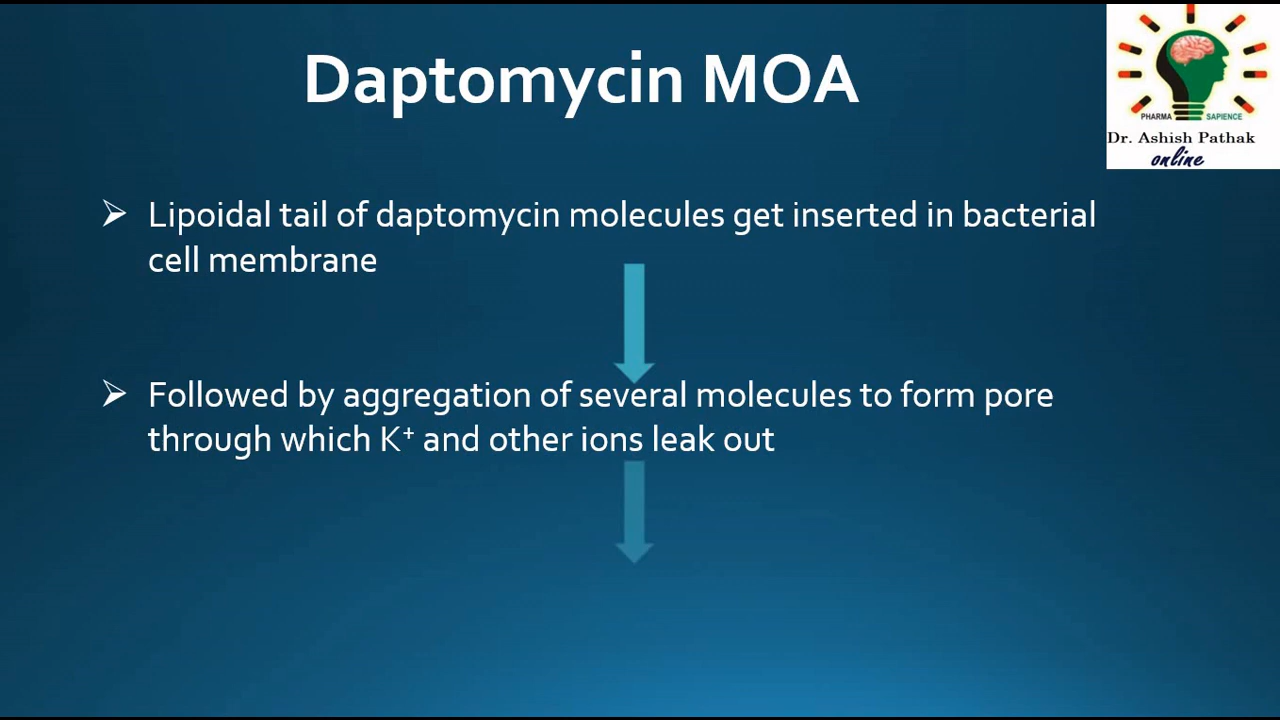 Daptomycin MOA
PHARMA SAPIENCE
Dr. Ashish Pathak
online
➢ Lipoidal tail of daptomycin molecules get inserted in bacterial
cell membrane
➢ Followed by aggregation of several molecules to form pore
through which K⁺ and other ions leak out